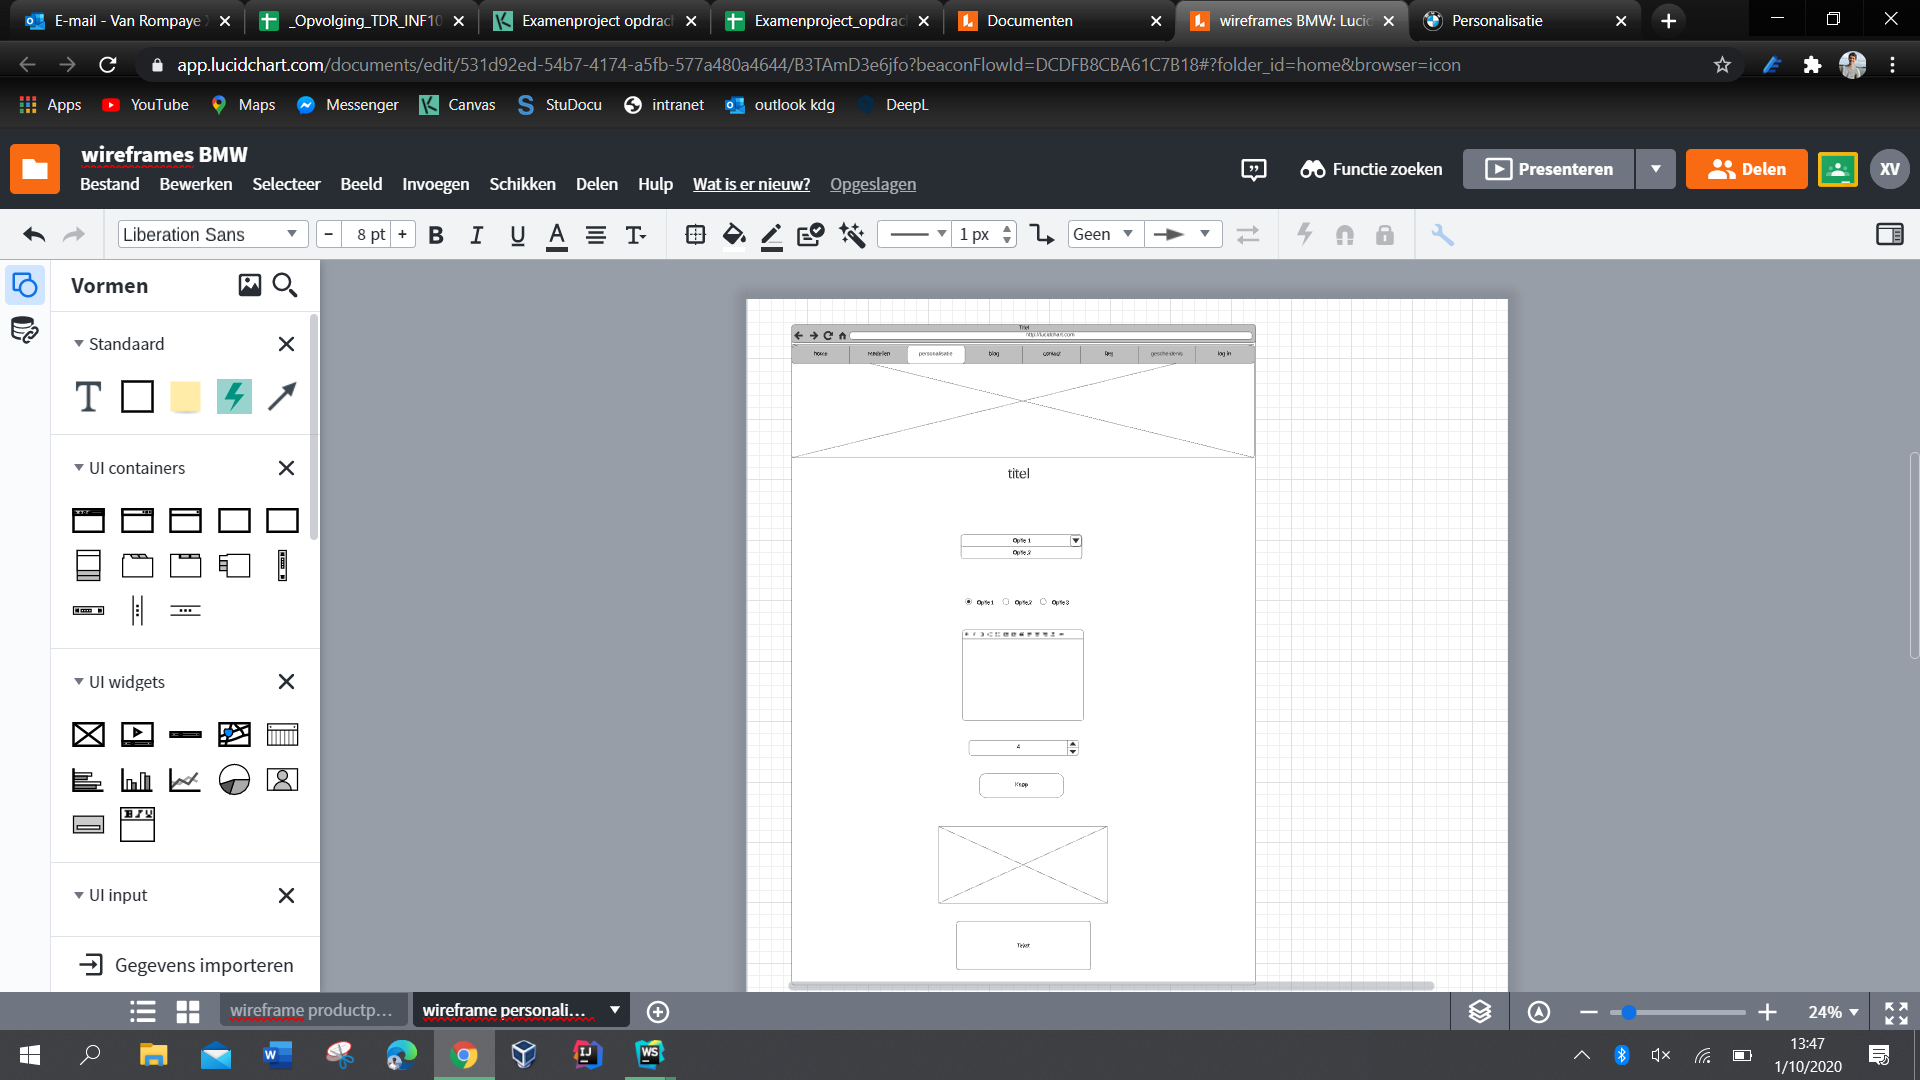 E-mail - Van Rompaye
_Opvolging_TDR_INF10
Examenproject opdrach
Examenproject_opdrach
Documenten
wireframes BMW: Lucid
Personalisatie
app.lucidchart.com/documents/edit/531d92ed-54b7-4174-a5fb-577a480a4644/B3TAmD3e6jfo?beaconFlowId=DCDFB8CBA61C7B18#?folder_id=home&browser=icon
Apps YouTube Maps Messenger Canvas StuDocu intranet outlook kdg DeepL
wireframes BMW
Bestand Bewerken Selecteer Beeld Invoegen Schikken Delen Hulp Wat is er nieuw? Opgeslagen
Functie zoeken
Presenteren
Delen
XV
Liberation Sans
8 pt
1 px
Geen
Vormen
Standaard
UI containers
UI widgets
UI input
Gegevens importeren
Titel
http://lucidchart.com
home modellen personalisatie blog contact faq geschiedenis log in
titel
Optie 1
Optie 2
Optie 1 Optie 2 Optie 3
4
Knop
Tekst
wireframe productp...
wireframe personali...
24%
13:47
1/10/2020